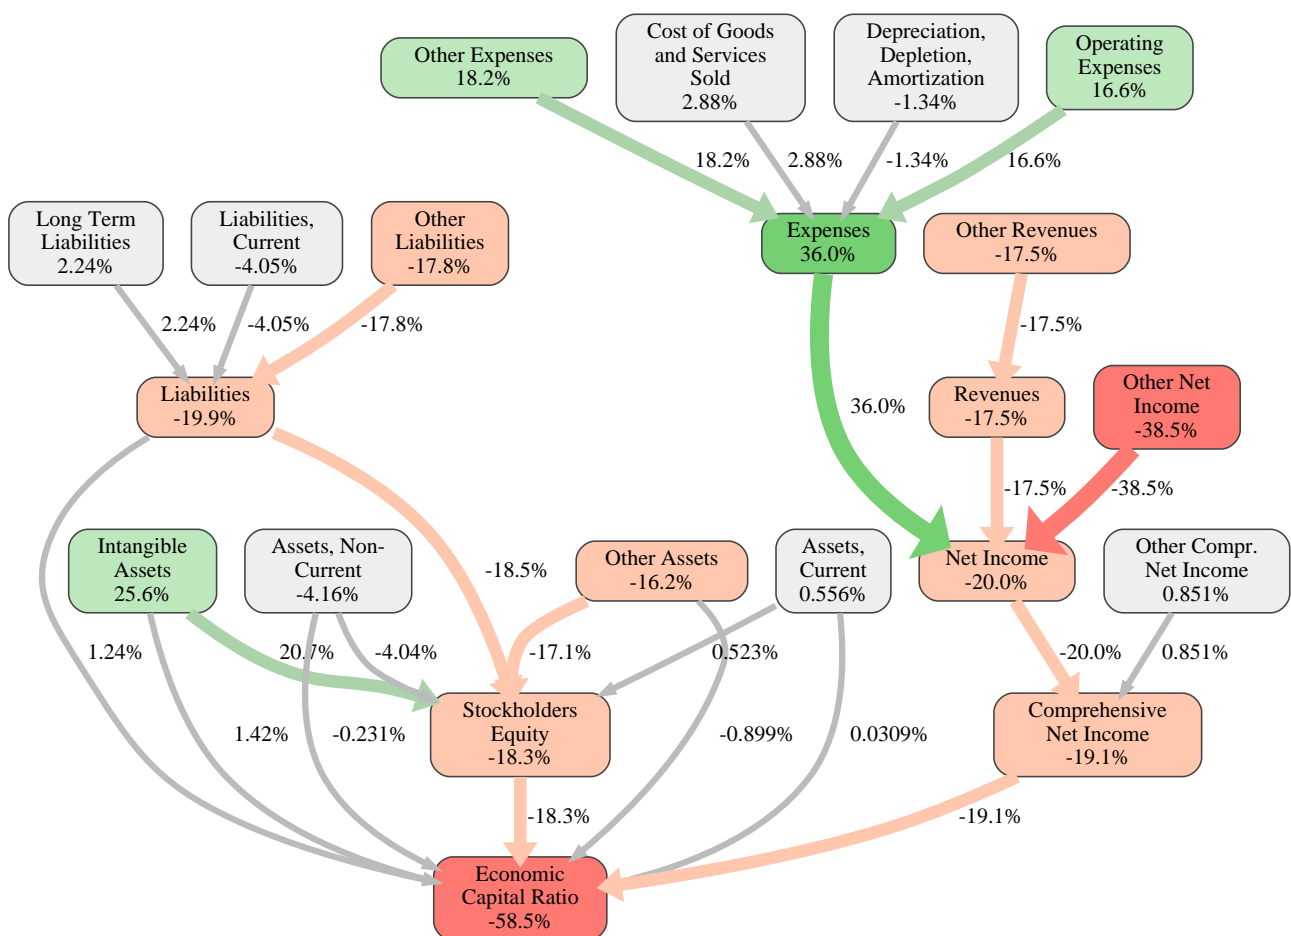 Other Expenses
18.2%
Cost of Goods
and Services
Sold
2.88%
Depreciation,
Depletion,
Amortization
-1.34%
Operating
Expenses
16.6%
18.2%
2.88%
-1.34%
16.6%
Long Term
Liabilities
2.24%
Liabilities,
Current
-4.05%
Other
Liabilities
-17.8%
Expenses
36.0%
Other Revenues
-17.5%
2.24%
-4.05%
-17.8%
-17.5%
Liabilities
-19.9%
36.0%
Revenues
-17.5%
Other Net
Income
-38.5%
-17.5%
-38.5%
Intangible
Assets
25.6%
Assets, Non-
Current
-4.16%
-18.5%
Other Assets
-16.2%
Assets,
Current
0.556%
Net Income
-20.0%
Other Compr.
Net Income
0.851%
1.24%
20.7%
-4.04%
-17.1%
0.523%
-20.0%
0.851%
1.42%
-0.231%
Stockholders
Equity
-18.3%
-0.899%
0.0309%
Comprehensive
Net Income
-19.1%
-18.3%
-19.1%
Economic
Capital Ratio
-58.5%